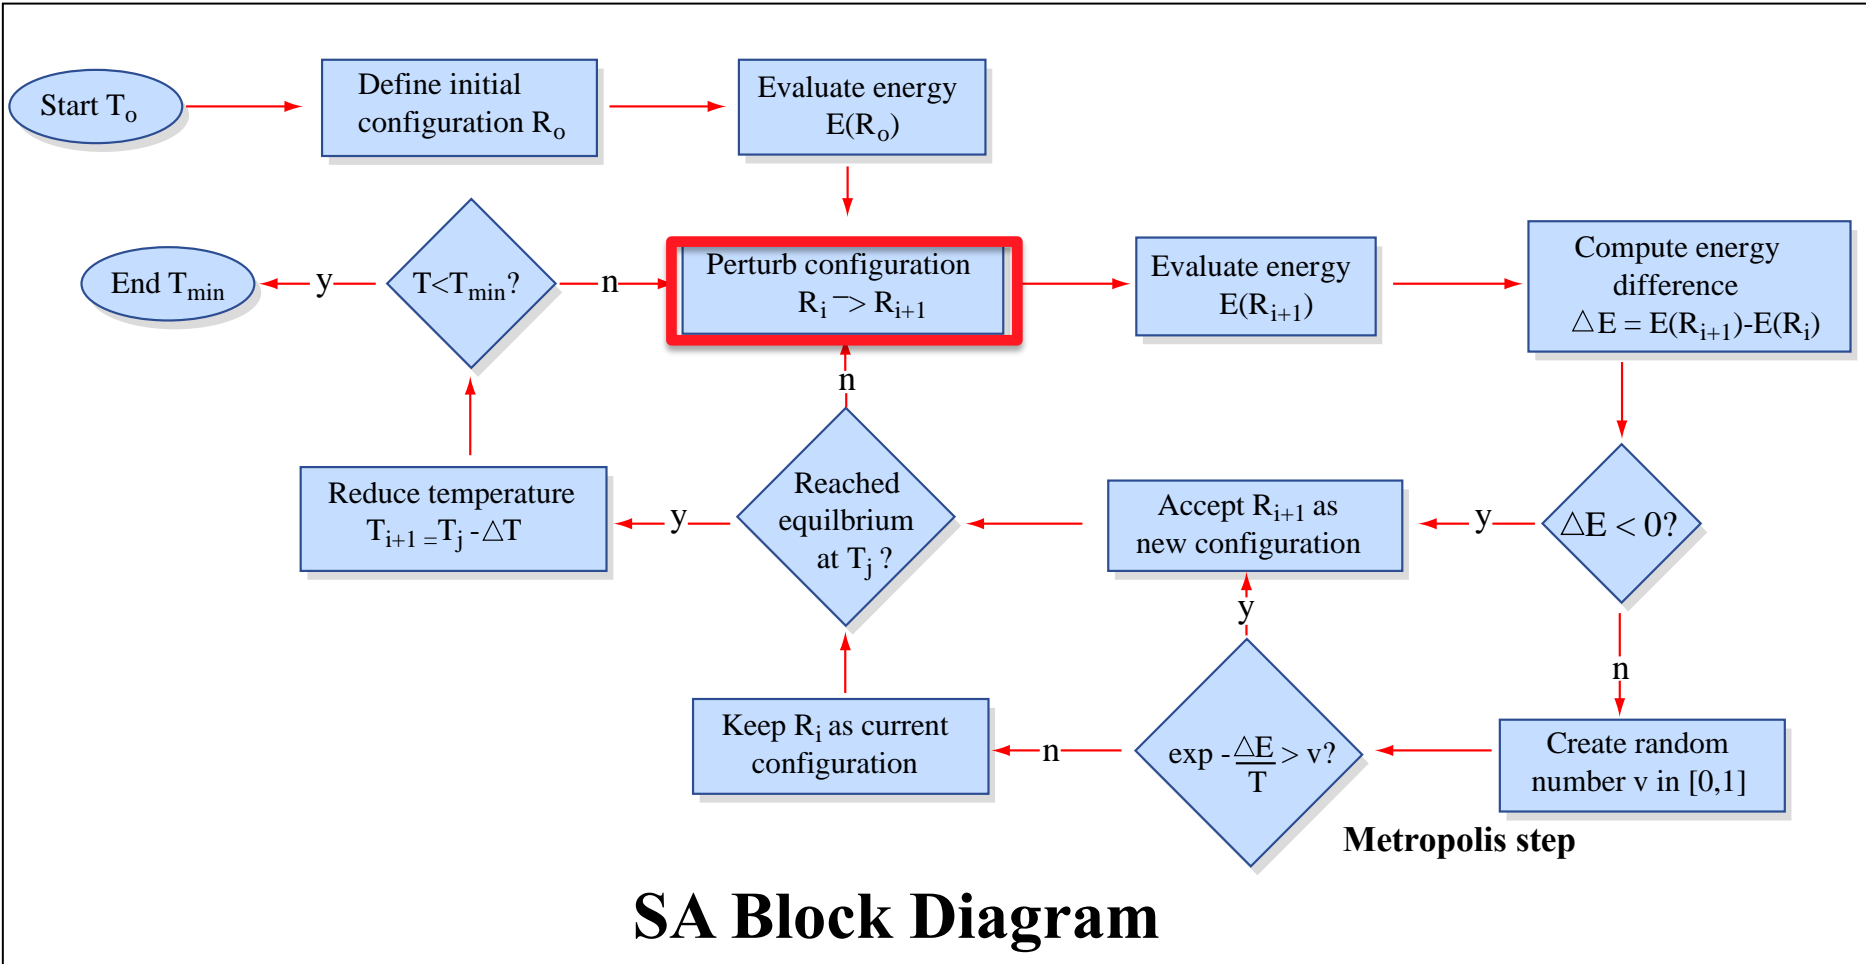 Start To
Define initial
configuration Ro
Evaluate energy
E(Ro)
End Tmin
y
T<Tmin?
n
Perturb configuration
Ri -> Ri+1
Evaluate energy
E(Ri+1)
Compute energy
difference
△E = E(Ri+1)-E(Ri)
n
Reduce temperature
Ti+1 =Tj -△T
y
Reached
equilbrium
at Tj ?
Accept Ri+1 as
new configuration
y
△E < 0?
y
n
Keep Ri as current
configuration
n
exp -△E/T > v?
Create random
number v in [0,1]
Metropolis step
SA Block Diagram